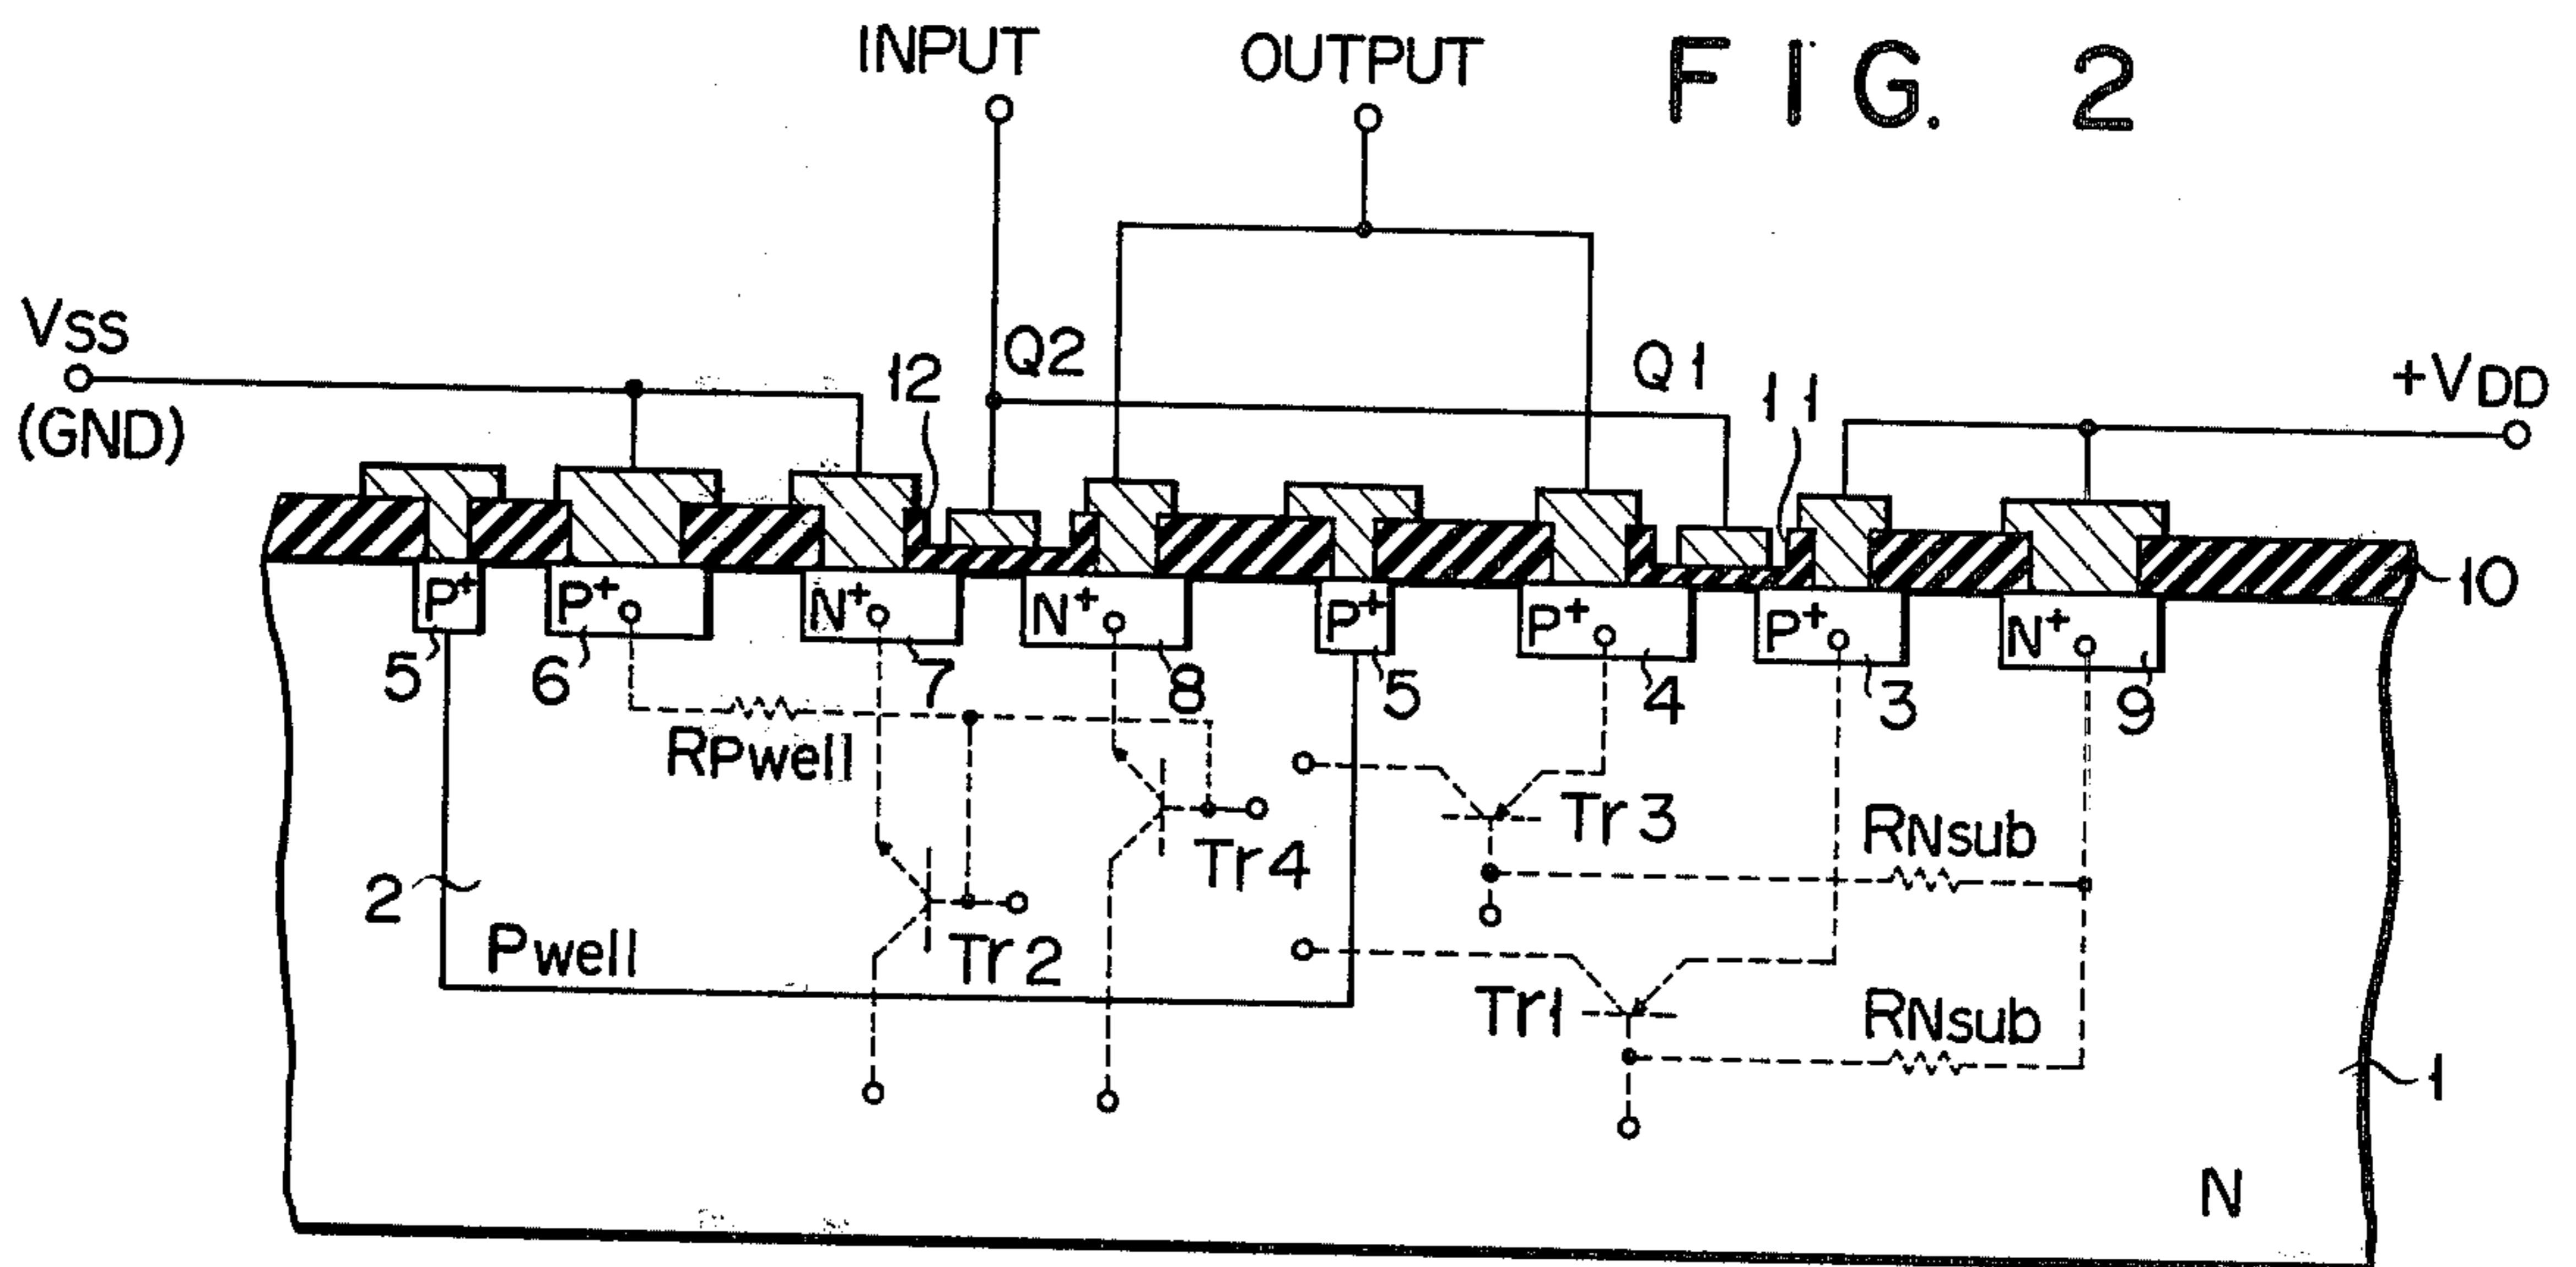 INPUT
OUTPUT
FIG. 2
VSS
(GND)
12
Q2
Q1
11
+VDD
10
P+
P+
N+
N+
P+
P+
P+
N+
5
6
7
8
5
4
3
9
RPwell
Tr3
RNsub
Tr4
2
Pwell
Tr2
Tr1
RNsub
1
N